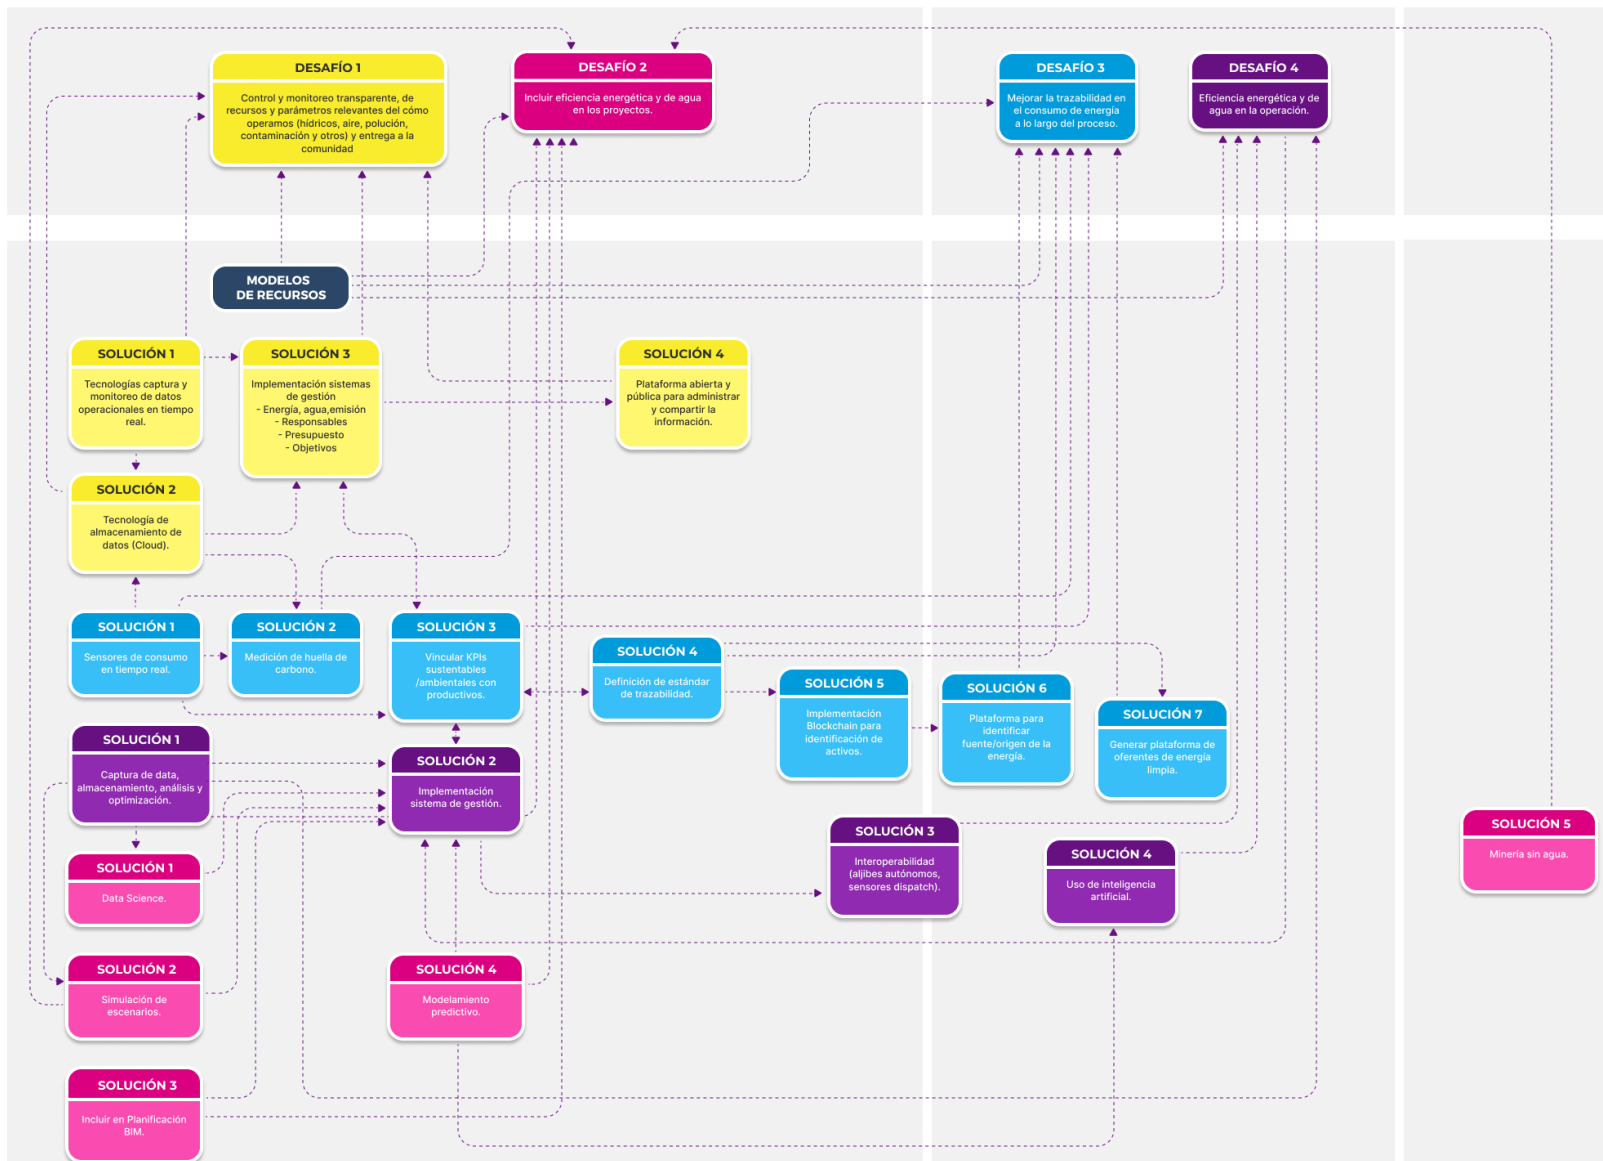 DESAFÍO 1
Control y monitoreo transparente, de
recursos y parámetros relevantes del cómo
operamos (hídricos, aire, polución,
contaminación y otros) y entrega a la
comunidad
DESAFÍO 2
Incluir eficiencia energética y de agua
en los proyectos.
DESAFÍO 3
Mejorar la trazabilidad en
el consumo de energía
a lo largo del proceso.
DESAFÍO 4
Eficiencia energética y de
agua en la operación.
MODELOS
DE RECURSOS
SOLUCIÓN 1
Tecnologías captura y
monitoreo de datos
operacionales en tiempo
real.
SOLUCIÓN 3
Implementación sistemas
de gestión
- Energía, agua,emisión
- Responsables
- Presupuesto
- Objetivos
SOLUCIÓN 4
Plataforma abierta y
pública para administrar
y compartir la
información.
SOLUCIÓN 2
Tecnología de
almacenamiento de
datos (Cloud).
SOLUCIÓN 1
Sensores de consumo
en tiempo real.
SOLUCIÓN 2
Medición de huella de
carbono.
SOLUCIÓN 3
Vincular KPIs
sustentables
/ambientales con
productivos.
SOLUCIÓN 4
Definición de estándar
de trazabilidad.
SOLUCIÓN 5
Implementación
Blockchain para
identificación de
activos.
SOLUCIÓN 6
Plataforma para
identificar
fuente/origen de la
energía.
SOLUCIÓN 7
Generar plataforma de
oferentes de energía
limpia.
SOLUCIÓN 1
Captura de data,
almacenamiento, análisis y
optimización.
SOLUCIÓN 2
Implementación
sistema de gestión.
SOLUCIÓN 3
Interoperabilidad
(aljibes autónomos,
sensores dispatch).
SOLUCIÓN 4
Uso de inteligencia
artificial.
SOLUCIÓN 5
Minería sin agua.
SOLUCIÓN 1
Data Science.
SOLUCIÓN 2
Simulación de
escenarios.
SOLUCIÓN 4
Modelamiento
predictivo.
SOLUCIÓN 3
Incluir en Planificación
BIM.